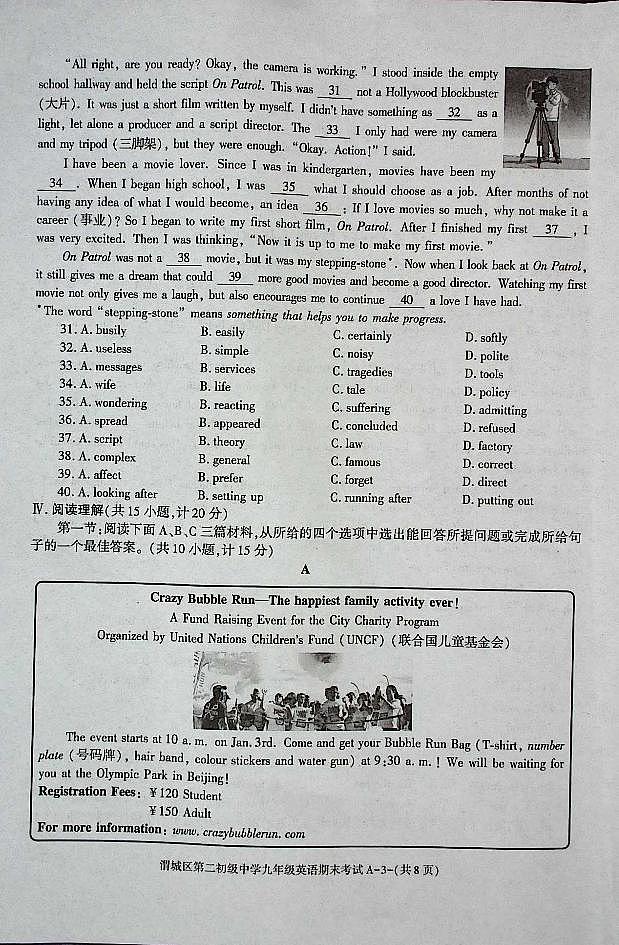 "All right, are you ready? Okay, the camera is working." I stood inside the empty
school hallway and held the script On Patrol. This was 31 not a Hollywood blockbuster
(大片). It was just a short film written by myself. I didn't have something as 32 as a
light, let alone a producer and a script director. The 33 I only had were my camera
and my tripod (三脚架), but they were enough. "Okay. Action!" I said.
I have been a movie lover. Since I was in kindergarten, movies have been my
34 . When I began high school, I was 35 what I should choose as a job. After months of not
having any idea of what I would become, an idea 36 : If I love movies so much, why not make it a
career (事业)? So I began to write my first short film, On Patrol. After I finished my first 37 , I
was very excited. Then I was thinking, "Now it is up to me to make my first movie."
On Patrol was not a 38 movie, but it was my stepping-stone*. Now when I look back at On Patrol,
it still gives me a dream that could 39 more good movies and become a good director. Watching my first
movie not only gives me a laugh, but also encourages me to continue 40 a love I have had.
*The word "stepping-stone" means something that helps you to make progress.
31. A. busily B. easily C. certainly D. softly
32. A. useless B. simple C. noisy D. polite
33. A. messages B. services C. tragedies D. tools
34. A. wife B. life C. tale D. policy
35. A. wondering B. reacting C. suffering D. admitting
36. A. spread B. appeared C. concluded D. refused
37. A. script B. theory C. law D. factory
38. A. complex B. general C. famous D. correct
39. A. affect B. prefer C. forget D. direct
40. A. looking after B. setting up C. running after D. putting out
Ⅳ. 阅读理解(共15小题,计20分)
第一节:阅读下面A、B、C三篇材料,从所给的四个选项中选出能回答所提问题或完成所给句
子的一个最佳答案。(共10小题,计15分)
A
Crazy Bubble Run—The happiest family activity ever!
A Fund Raising Event for the City Charity Program
Organized by United Nations Children's Fund (UNCF) (联合国儿童基金会)
The event starts at 10 a.m. on Jan. 3rd. Come and get your Bubble Run Bag (T-shirt, number
plate (号码牌), hair band, colour stickers and water gun) at 9:30 a.m.! We will be waiting for
you at the Olympic Park in Beijing!
Registration Fees: ￥120 Student
￥150 Adult
For more information: www.crazybubblerun.com
渭城区第二初级中学九年级英语期末考试A-3-(共8页)